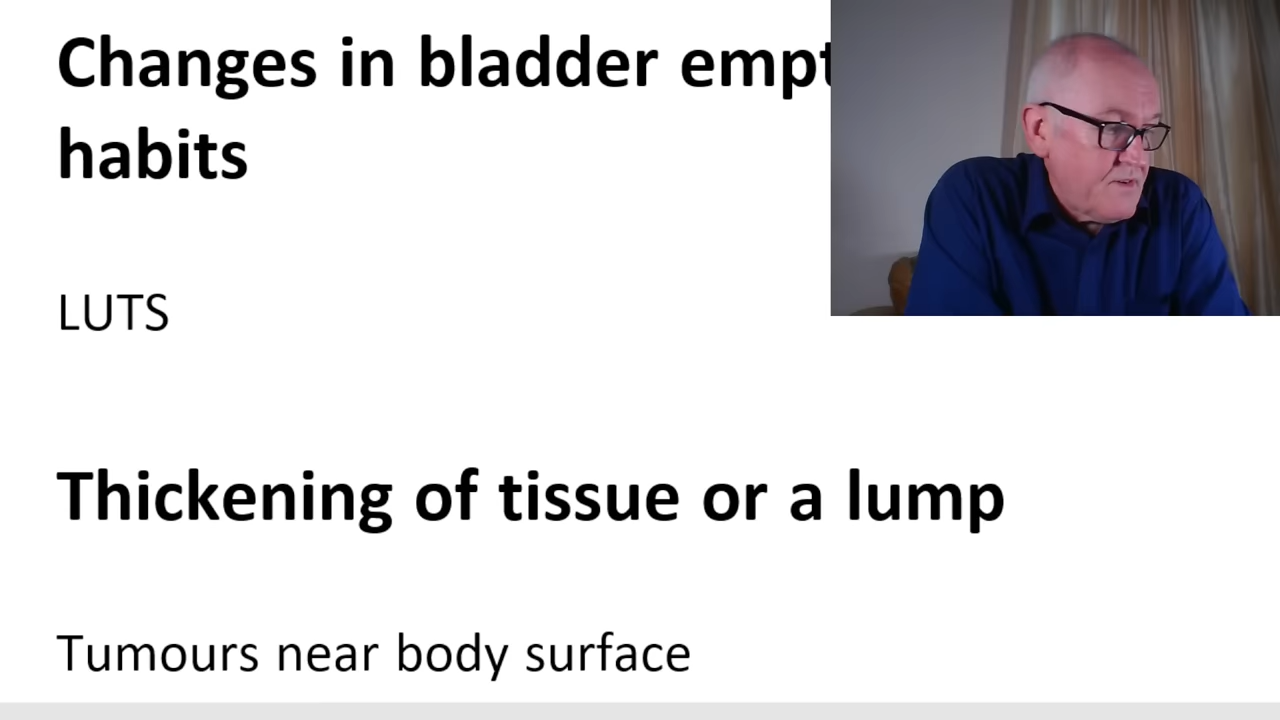 Changes in bladder empt
habits
LUTS
Thickening of tissue or a lump
Tumours near body surface